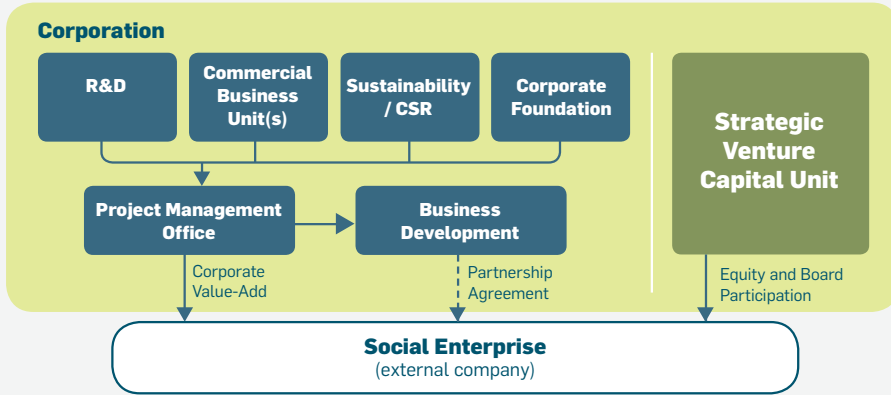 Corporation
R&D
Commercial
Business
Unit(s)
Sustainability
/ CSR
Corporate
Foundation
Strategic
Venture
Capital Unit
Project Management
Office
Business
Development
Corporate
Value-Add
Partnership
Agreement
Equity and Board
Participation
Social Enterprise
(external company)